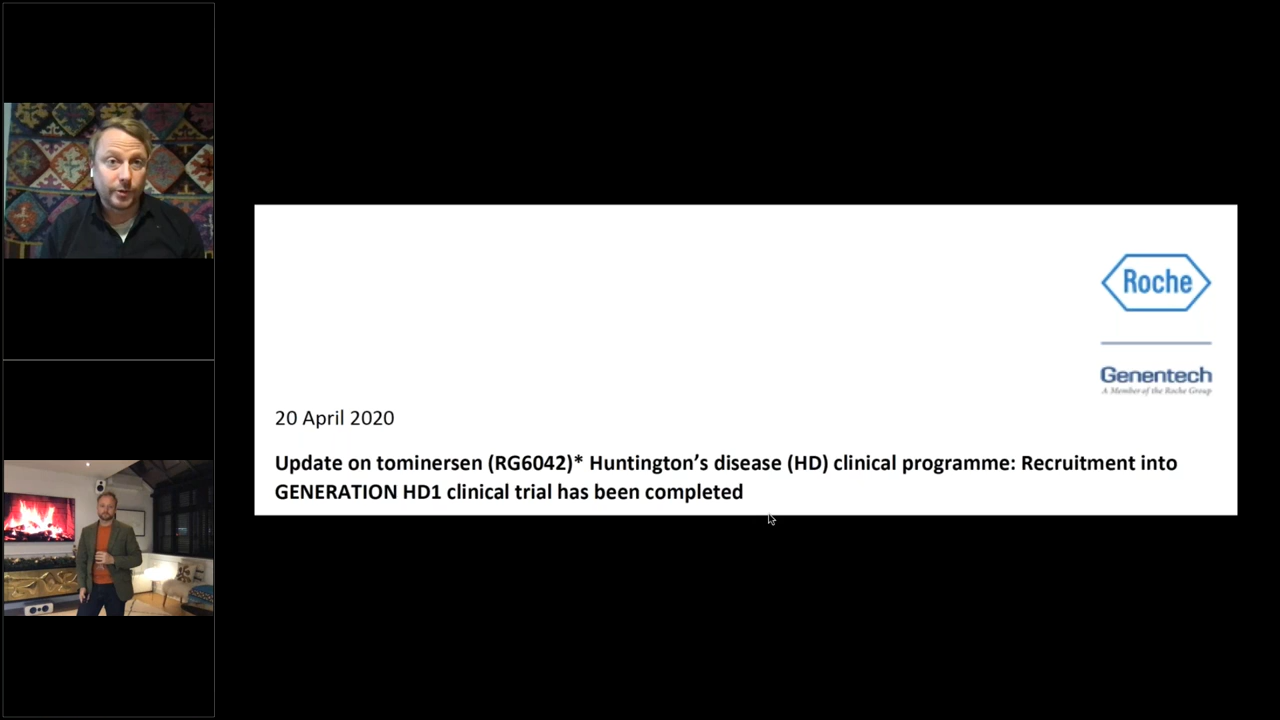 Roche
Genentech
A Member of the Roche Group
20 April 2020
Update on tominersen (RG6042)* Huntington’s disease (HD) clinical programme: Recruitment into
GENERATION HD1 clinical trial has been completed